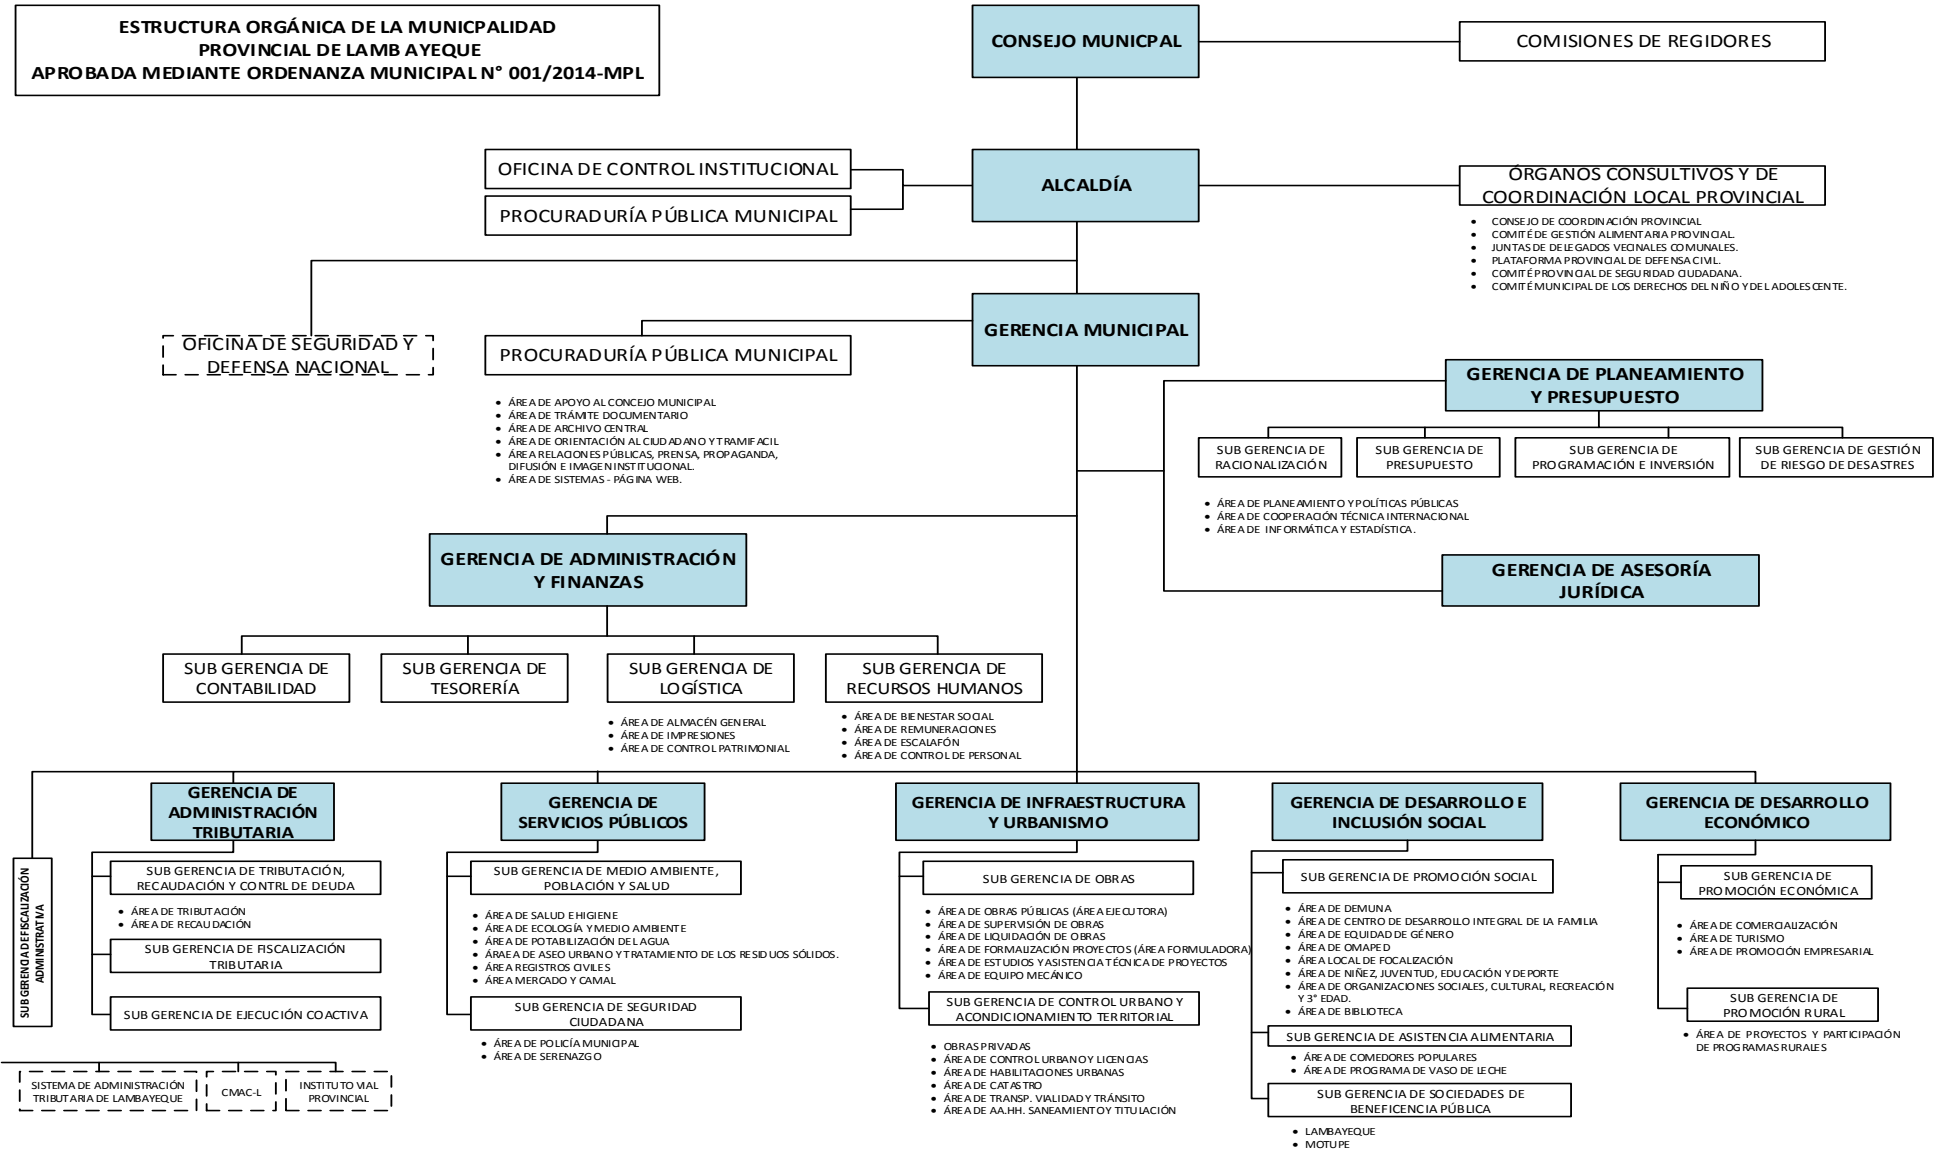 ESTRUCTURA ORGÁNICA DE LA MUNICPALIDAD
PROVINCIAL DE LAMBAYEQUE
APROBADA MEDIANTE ORDENANZA MUNICIPAL N° 001/2014-MPL
CONSEJO MUNICPAL
COMISIONES DE REGIDORES
OFICINA DE CONTROL INSTITUCIONAL
PROCURADURÍA PÚBLICA MUNICIPAL
ALCALDÍA
ÓRGANOS CONSULTIVOS Y DE
COORDINACIÓN LOCAL PROVINCIAL
• CONSEJO DE COORDINACIÓN PROVINCIAL
• COMITÉ DE GESTIÓN ALIMENTARIA PROVINCIAL.
• JUNTAS DE DELEGADOS VECINALES COMUNALES.
• PLATAFORMA PROVINCIAL DE DEFENSA CIVIL.
• COMITÉ PROVINCIAL DE SEGURIDAD CIUDADANA.
• COMITÉ MUNICIPAL DE LOS DERECHOS DEL NIÑO Y DEL ADOLESCENTE.
OFICINA DE SEGURIDAD Y
DEFENSA NACIONAL
PROCURADURÍA PÚBLICA MUNICIPAL
• ÁREA DE APOYO AL CONCEJO MUNICIPAL
• ÁREA DE TRÁMITE DOCUMENTARIO
• ÁREA DE ARCHIVO CENTRAL
• ÁREA DE ORIENTACIÓN AL CIUDADANO Y TRAMIFACIL
• ÁREA RELACIONES PÚBLICAS, PRENSA, PROPAGANDA,
DIFUSIÓN E IMAGEN INSTITUCIONAL.
• ÁREA DE SISTEMAS - PÁGINA WEB.
GERENCIA MUNICIPAL
GERENCIA DE PLANEAMIENTO
Y PRESUPUESTO
SUB GERENCIA DE
RACIONALIZACIÓN
SUB GERENCIA DE
PRESUPUESTO
SUB GERENCIA DE
PROGRAMACIÓN E INVERSIÓN
SUB GERENCIA DE GESTIÓN
DE RIESGO DE DESASTRES
• ÁREA DE PLANEAMIENTO Y POLÍTICAS PÚBLICAS
• ÁREA DE COOPERACIÓN TÉCNICA INTERNACIONAL
• ÁREA DE INFORMÁTICA Y ESTADÍSTICA.
GERENCIA DE ASESORÍA
JURÍDICA
GERENCIA DE ADMINISTRACIÓN
Y FINANZAS
SUB GERENCIA DE
CONTABILIDAD
SUB GERENCIA DE
TESORERÍA
SUB GERENCIA DE
LOGÍSTICA
• ÁREA DE ALMACÉN GENERAL
• ÁREA DE IMPRESIONES
• ÁREA DE CONTROL PATRIMONIAL
SUB GERENCIA DE
RECURSOS HUMANOS
• ÁREA DE BIENESTAR SOCIAL
• ÁREA DE REMUNERACIONES
• ÁREA DE ESCALAFÓN
• ÁREA DE CONTROL DE PERSONAL
SUB GERENCIA DE FISCALIZACIÓN
ADMINISTRATIVA
GERENCIA DE
ADMINISTRACIÓN
TRIBUTARIA
SUB GERENCIA DE TRIBUTACIÓN,
RECAUDACIÓN Y CONTRL DE DEUDA
• ÁREA DE TRIBUTACIÓN
• ÁREA DE RECAUDACIÓN
SUB GERENCIA DE FISCALIZACIÓN
TRIBUTARIA
SUB GERENCIA DE EJECUCIÓN COACTIVA
SISTEMA DE ADMINISTRACIÓN
TRIBUTARIA DE LAMBAYEQUE
CMAC-L
INSTITUTO VIAL
PROVINCIAL
GERENCIA DE
SERVICIOS PÚBLICOS
SUB GERENCIA DE MEDIO AMBIENTE,
POBLACIÓN Y SALUD
• ÁREA DE SALUD E HIGIENE
• ÁREA DE ECOLOGÍA Y MEDIO AMBIENTE
• ÁREA DE POTABILIZACIÓN DEL AGUA
• ÁRAEA DE ASEO URBANO Y TRATAMIENTO DE LOS RESIDUOS SÓLIDOS.
• ÁREA REGISTROS CIVILES
• ÁREA MERCADO Y CAMAL
SUB GERENCIA DE SEGURIDAD
CIUDADANA
• ÁREA DE POLICÍA MUNICIPAL
• ÁREA DE SERENAZGO
GERENCIA DE INFRAESTRUCTURA
Y URBANISMO
SUB GERENCIA DE OBRAS
• ÁREA DE OBRAS PÚBLICAS (ÁREA EJECUTORA)
• ÁREA DE SUPERVISIÓN DE OBRAS
• ÁREA DE LIQUIDACIÓN DE OBRAS
• ÁREA DE FORMALIZACIÓN PROYECTOS (ÁREA FORMULADORA)
• ÁREA DE ESTUDIOS Y ASISTENCIA TÉCNICA DE PROYECTOS
• ÁREA DE EQUIPO MECÁNICO
SUB GERENCIA DE CONTROL URBANO Y
ACONDICIONAMIENTO TERRITORIAL
• OBRAS PRIVADAS
• ÁREA DE CONTROL URBANO Y LICENCIAS
• ÁREA DE HABILITACIONES URBANAS
• ÁREA DE CATASTRO
• ÁREA DE TRANSP. VIALIDAD Y TRÁNSITO
• ÁREA DE AA.HH. SANEAMIENTO Y TITULACIÓN
GERENCIA DE DESARROLLO E
INCLUSIÓN SOCIAL
SUB GERENCIA DE PROMOCIÓN SOCIAL
• ÁREA DE DEMUNA
• ÁREA DE CENTRO DE DESARROLLO INTEGRAL DE LA FAMILIA
• ÁREA DE EQUIDAD DE GÉNERO
• ÁREA DE OMAPED
• ÁREA LOCAL DE FOCALIZACIÓN
• ÁREA DE NIÑEZ, JUVENTUD, EDUCACIÓN Y DEPORTE
• ÁREA DE ORGANIZACIONES SOCIALES, CULTURAL, RECREACIÓN
Y 3° EDAD.
• ÁREA DE BIBLIOTECA
SUB GERENCIA DE ASISTENCIA ALIMENTARIA
• ÁREA DE COMEDORES POPULARES
• ÁREA DE PROGRAMA DE VASO DE LECHE
SUB GERENCIA DE SOCIEDADES DE
BENEFICENCIA PÚBLICA
• LAMBAYEQUE
• MOTUPE
GERENCIA DE DESARROLLO
ECONÓMICO
SUB GERENCIA DE
PROMOCIÓN ECONÓMICA
• ÁREA DE COMERCIALIZACIÓN
• ÁREA DE TURISMO
• ÁREA DE PROMOCIÓN EMPRESARIAL
SUB GERENCIA DE
PROMOCIÓN RURAL
• ÁREA DE PROYECTOS Y PARTICIPACIÓN
DE PROGRAMAS RURALES